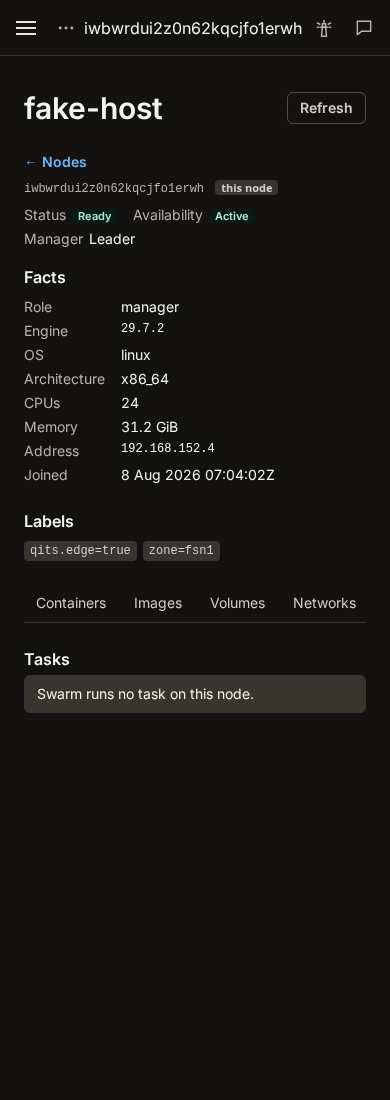 ... iwbwrdui2z0n62kqcjfo1erwh
fake-host
Refresh
← Nodes
iwbwrdui2z0n62kqcjfo1erwh this node
Status Ready Availability Active
Manager Leader
Facts
Role manager
Engine 29.7.2
OS linux
Architecture x86_64
CPUs 24
Memory 31.2 GiB
Address 192.168.152.4
Joined 8 Aug 2026 07:04:02Z
Labels
qits.edge=true zone=fsn1
Containers Images Volumes Networks
Tasks
Swarm runs no task on this node.